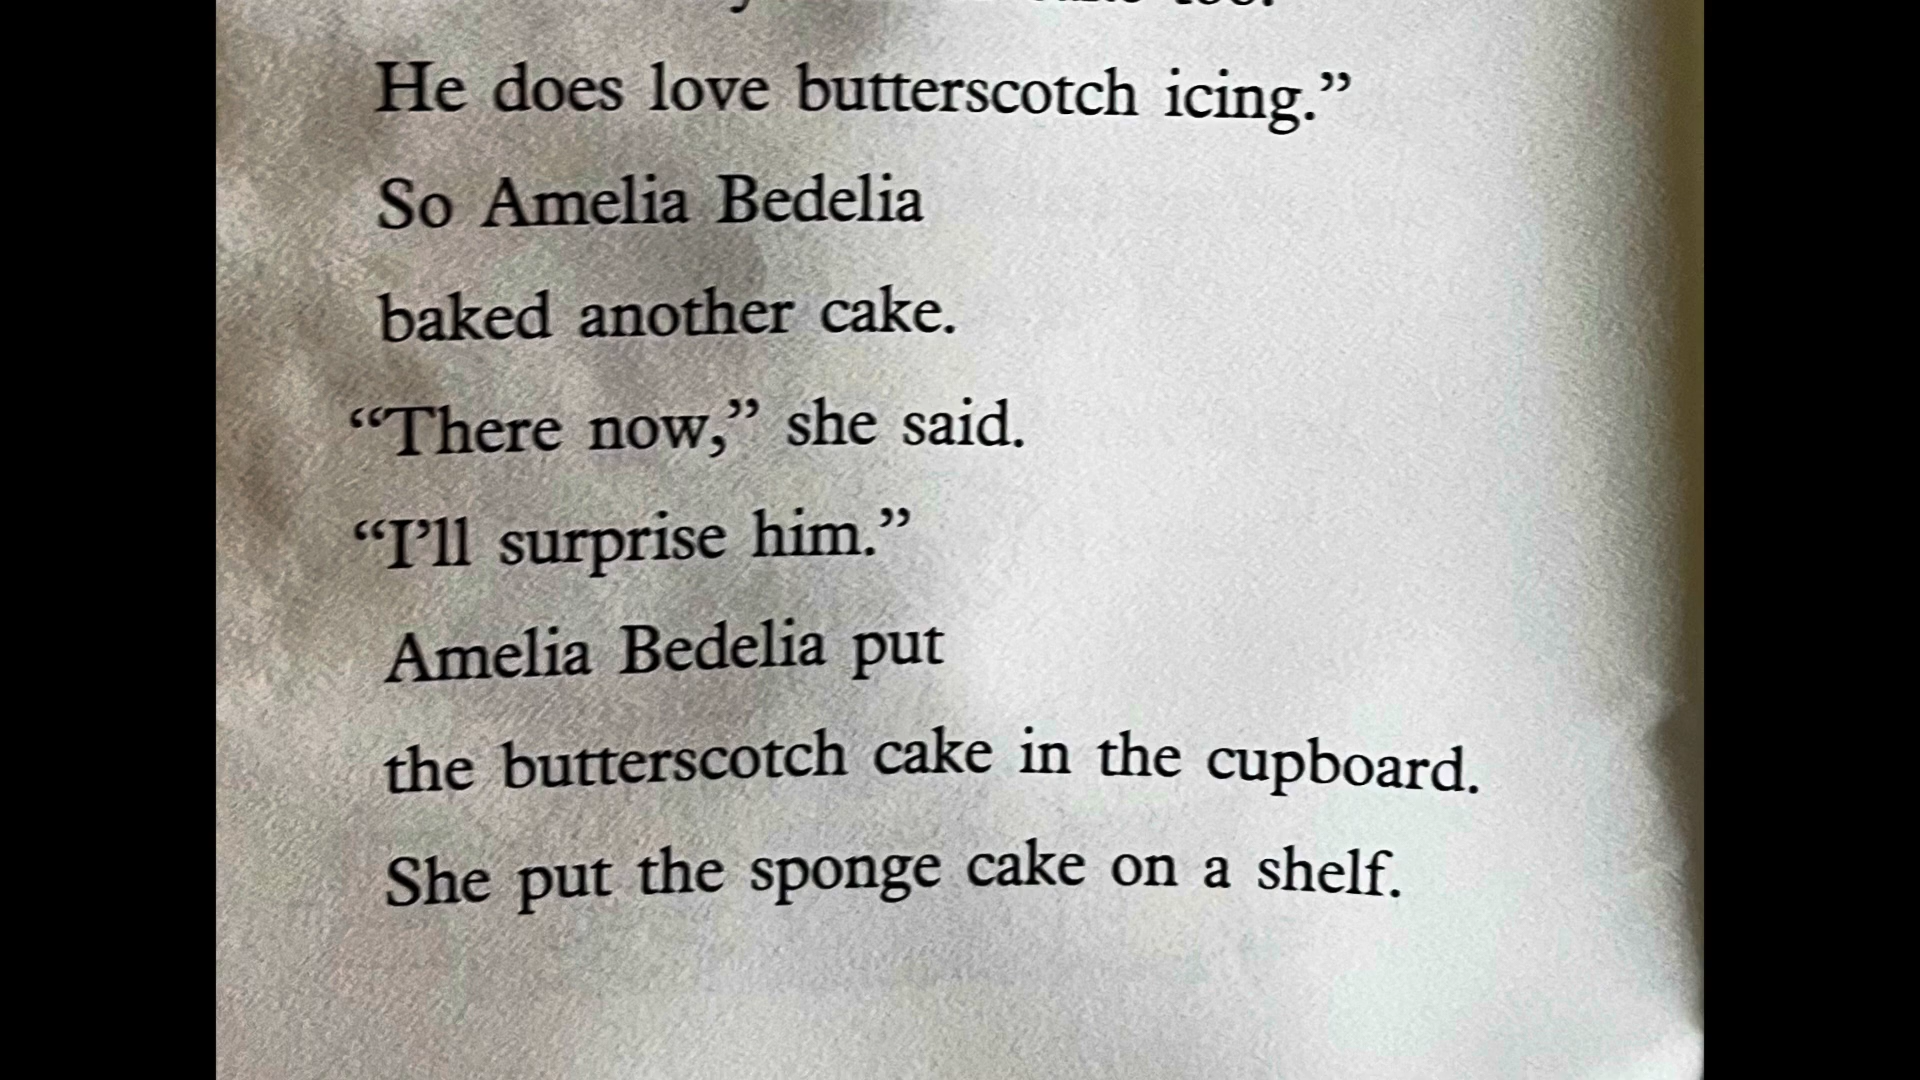 too.
He does love butterscotch icing.”
So Amelia Bedelia
baked another cake.
“There now,” she said.
“I’ll surprise him.”
Amelia Bedelia put
the butterscotch cake in the cupboard.
She put the sponge cake on a shelf.